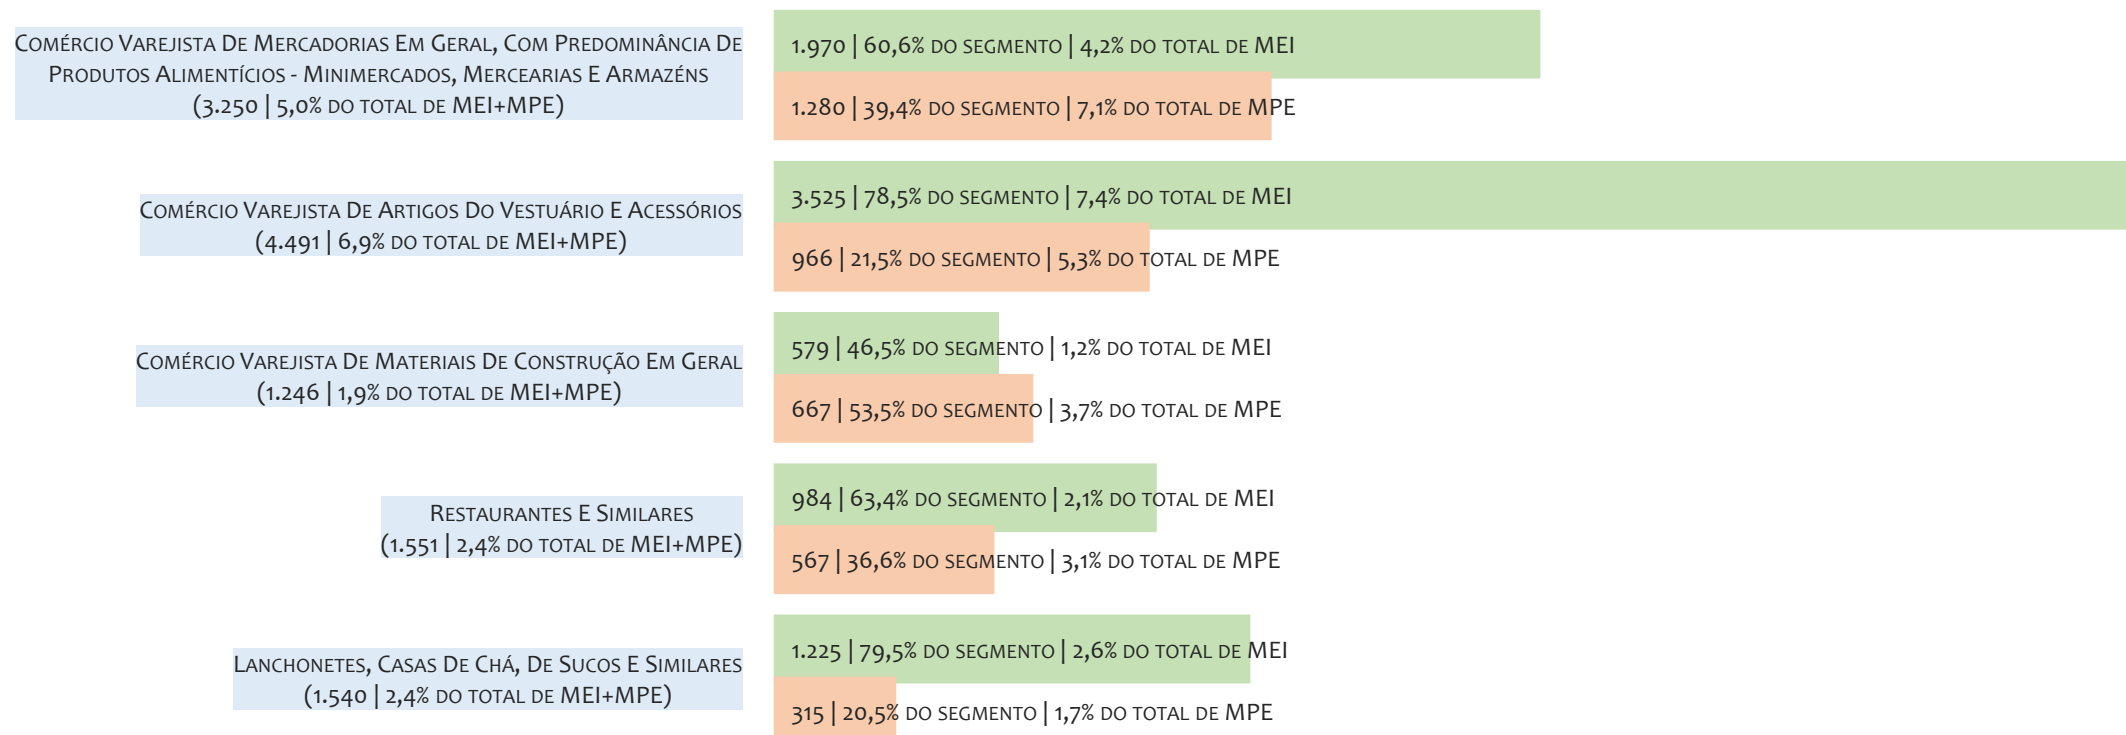 Comércio Varejista De Mercadorias Em Geral, Com Predominância De
Produtos Alimentícios - Minimercados, Mercearias E Armazéns
(3.250 | 5,0% do total de MEI+MPE)
1.970 | 60,6% do segmento | 4,2% do total de MEI
1.280 | 39,4% do segmento | 7,1% do total de MPE
Comércio Varejista De Artigos Do Vestuário E Acessórios
(4.491 | 6,9% do total de MEI+MPE)
3.525 | 78,5% do segmento | 7,4% do total de MEI
966 | 21,5% do segmento | 5,3% do total de MPE
Comércio Varejista De Materiais De Construção Em Geral
(1.246 | 1,9% do total de MEI+MPE)
579 | 46,5% do segmento | 1,2% do total de MEI
667 | 53,5% do segmento | 3,7% do total de MPE
Restaurantes E Similares
(1.551 | 2,4% do total de MEI+MPE)
984 | 63,4% do segmento | 2,1% do total de MEI
567 | 36,6% do segmento | 3,1% do total de MPE
Lanchonetes, Casas De Chá, De Sucos E Similares
(1.540 | 2,4% do total de MEI+MPE)
1.225 | 79,5% do segmento | 2,6% do total de MEI
315 | 20,5% do segmento | 1,7% do total de MPE